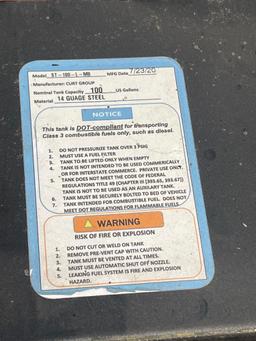 Model ST-100-L-MB MFG Date 7/23/20
Manufacturer: CURT GROUP
Nominal Tank Capacity 100 US Gallons
Material 14 GUAGE STEEL
NOTICE
This tank is DOT-compliant for transporting
Class 3 combustible fuels only, such as diesel.
1. DO NOT PRESSURIZE TANK OVER 3 PSIG
2. MUST USE A FUEL FILTER
3. TANK TO BE LIFTED ONLY WHEN EMPTY
4. TANK IS NOT INTENDED TO BE USED COMMERCIALLY
OR FOR INTERSTATE COMMERCE. PRIVATE USE ONLY.
5. TANK DOES NOT MEET THE CODE OF FEDERAL
REGULATIONS TITLE 49 (CHAPTER III [393.65, 393.67])
TANK IS NOT TO BE USED AS AN AUXILIARY TANK.
6. TANK MUST BE SECURELY BOLTED TO BED OF VEHICLE
7. TANK INTENDED FOR COMBUSTIBLE FUEL. DOES NOT
MEET DOT REGULATIONS FOR FLAMMABLE FUELS.
WARNING
RISK OF FIRE OR EXPLOSION
1. DO NOT CUT OR WELD ON TANK
2. REMOVE PRE-VENT CAP WITH CAUTION.
3. TANK MUST BE VENTED AT ALL TIMES.
4. MUST USE AUTOMATIC SHUT OFF NOZZLE.
5. LEAKING FUEL SYSTEM IS FIRE AND EXPLOSION
HAZARD.